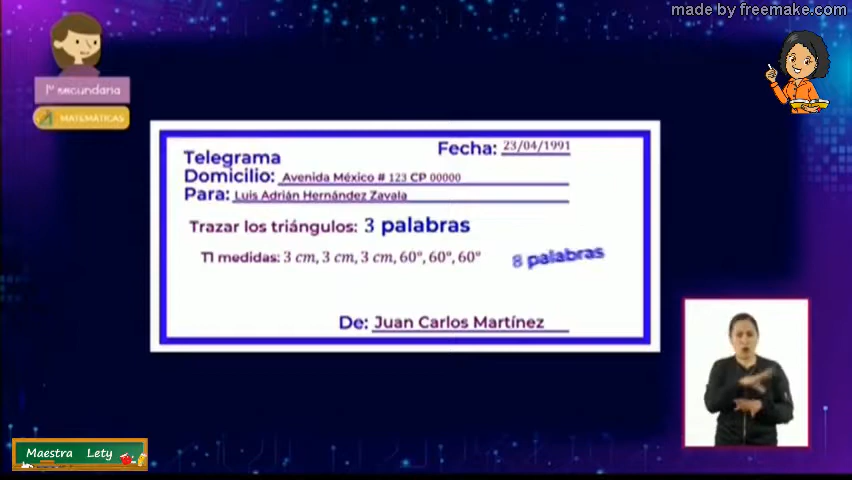 made by freemake.com
1° secundaria
MATEMÁTICAS
Fecha: 23/04/1991
Telegrama
Domicilio: Avenida México # 123 CP 00000
Para: Luis Adrián Hernández Zavala
Trazar los triángulos: 3 palabras
T1 medidas: 3 cm, 3 cm, 3 cm, 60°, 60°, 60°
8 palabras
De: Juan Carlos Martínez
Maestra Lety